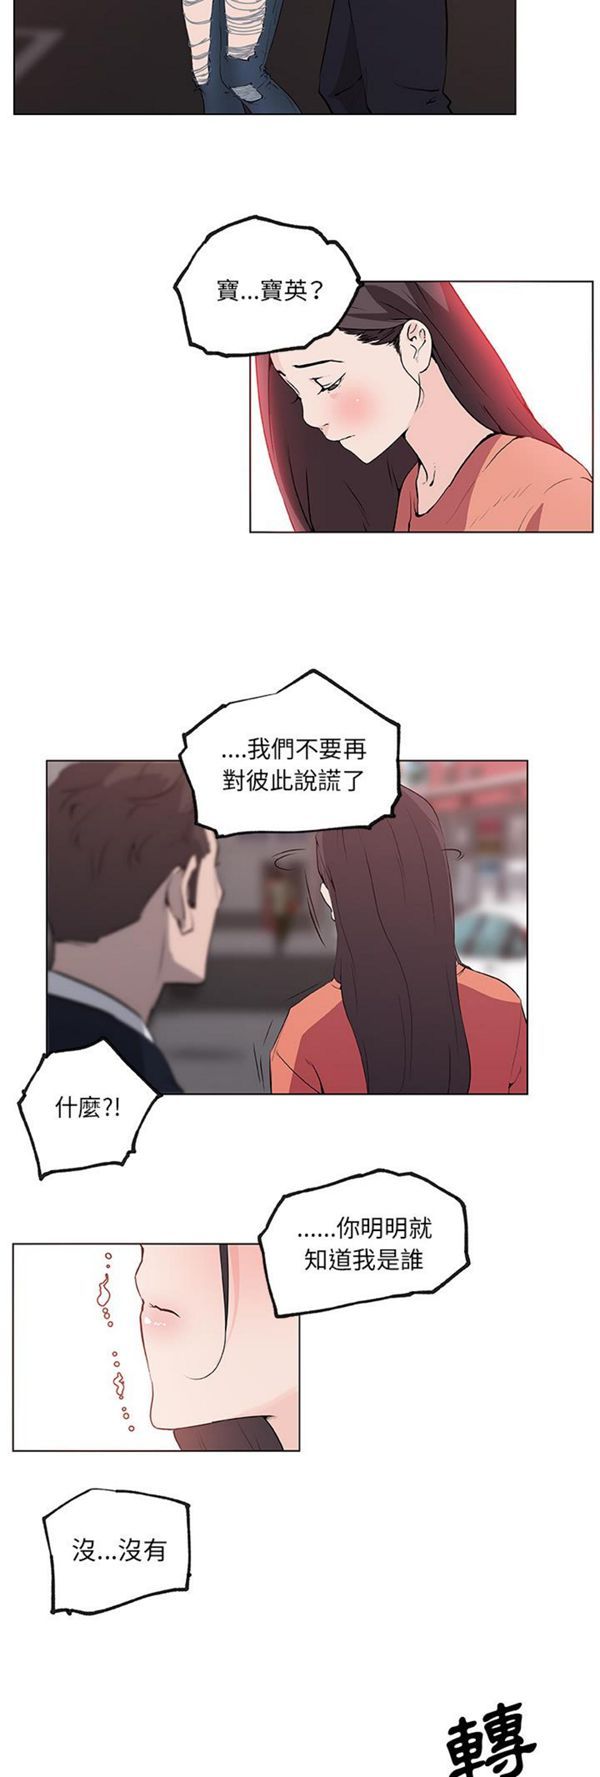 寶...寶英?
....我們不要再
對彼此說謊了
什麼?!
......你明明就
知道我是誰
沒...沒有
轉